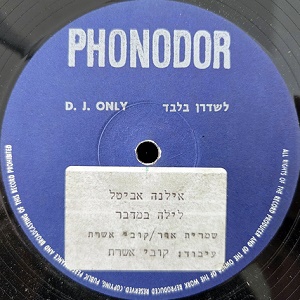 PHONODOR
D. J. ONLY לשדרן בלבד
אילנה אביטל
לילה במדבר
שמרית אור/קובי אשרת
עיבוד: קובי אשרת
ALL RIGHTS OF THE RECORD PRODUCER AND OF THE OWNER OF THE WORK REPRODUCED RESERVED. COPYING, PUBLIC PERFORMANCE AND BROADCASTING OF THIS RECORD PROHIBITED